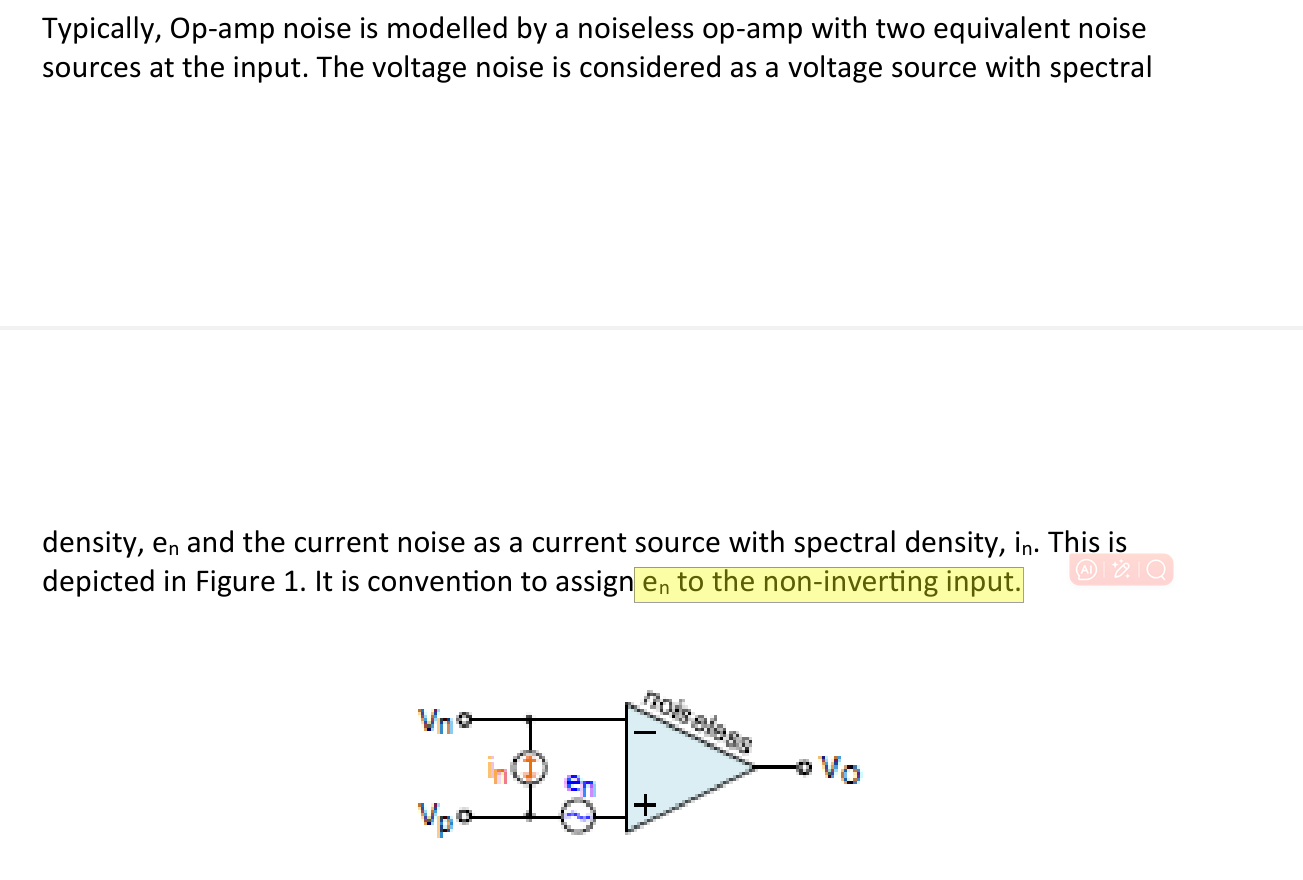 Typically, Op-amp noise is modelled by a noiseless op-amp with two equivalent noise
sources at the input. The voltage noise is considered as a voltage source with spectral
density, en and the current noise as a current source with spectral density, in. This is
AI
depicted in Figure 1. It is convention to assign en to the non-inverting input.
noiseless
Vn
−
in
en
Vo
Vp
+